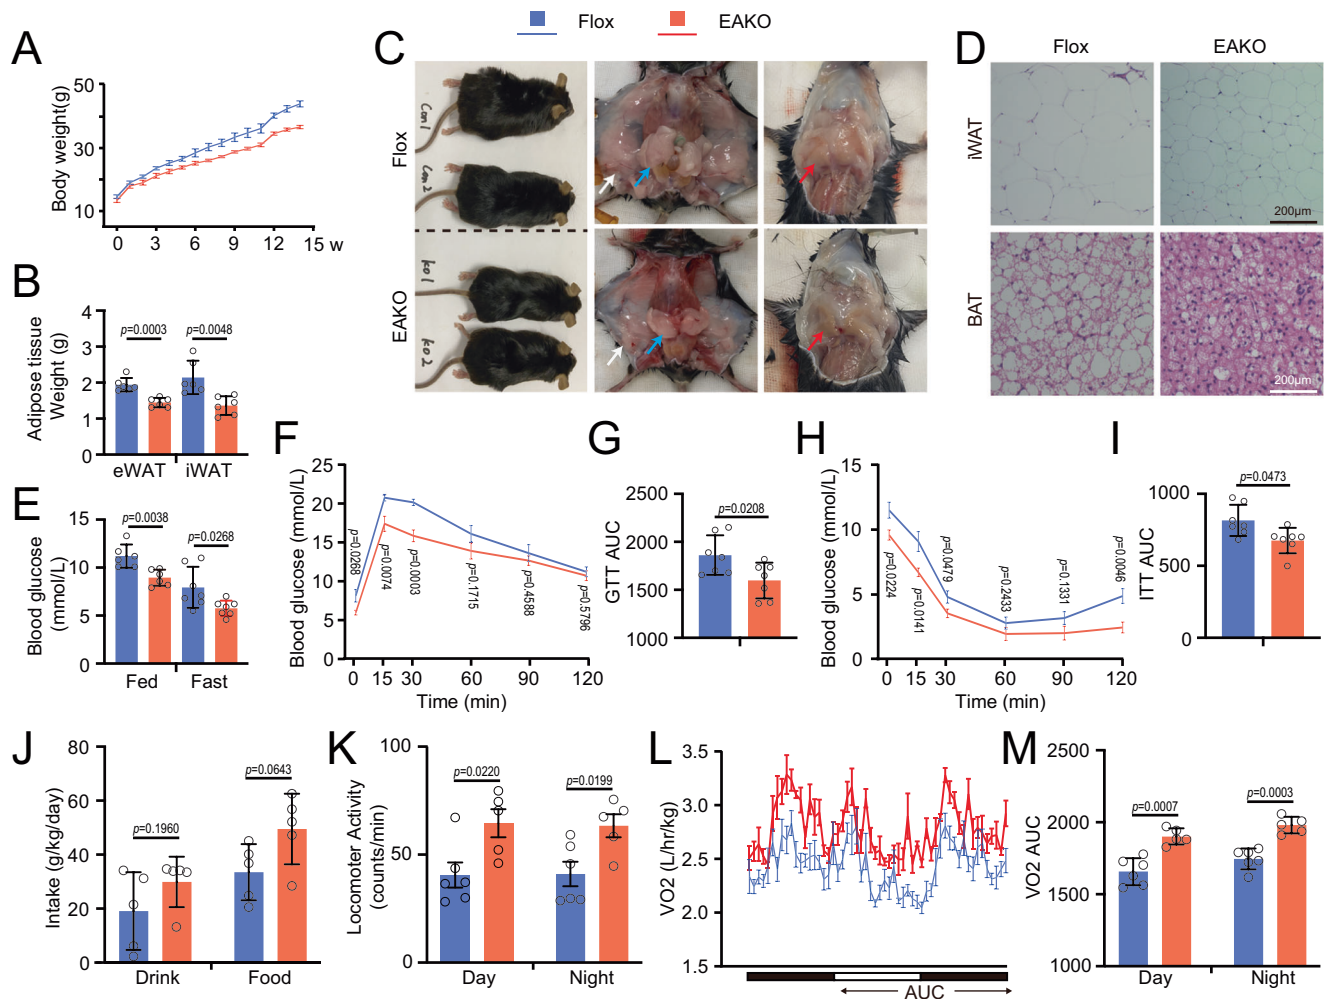 Flox
EAKO
A
Body weight(g)
50
30
10
0
3
6
9
12
15 w
B
Adipose tissue
Weight (g)
4
3
2
1
0
p=0.0003
p=0.0048
eWAT
iWAT
C
Flox
EAKO
Con1
Con2
ko1
ko2
D
Flox
EAKO
iWAT
BAT
200μm
200μm
E
Blood glucose
(mmol/L)
15
10
5
0
p=0.0038
p=0.0268
Fed
Fast
F
Blood glucose (mmol/L)
25
20
15
10
5
0
p=0.0268
p=0.0074
p=0.0003
p=0.1715
p=0.4588
p=0.5796
0
15
30
60
90
120
Time (min)
G
GTT AUC
2500
2000
1500
1000
p=0.0208
H
Blood glucose (mmol/L)
15
10
5
0
p=0.0224
p=0.0141
p=0.0479
p=0.2433
p=0.1331
p=0.0046
0
15
30
60
90
120
Time (min)
I
ITT AUC
1000
500
0
p=0.0473
J
Intake (g/kg/day)
80
60
40
20
0
p=0.1960
p=0.0643
Drink
Food
K
Locomoter Activity
(counts/min)
100
50
0
p=0.0220
p=0.0199
Day
Night
L
VO2 (L/hr/kg)
3.5
3.0
2.5
2.0
1.5
AUC
M
VO2 AUC
2500
2000
1500
1000
p=0.0007
p=0.0003
Day
Night